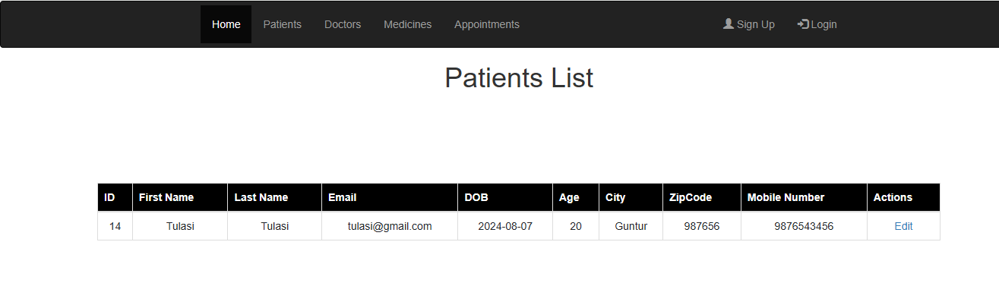 Home Patients Doctors Medicines Appointments Sign Up Login
Patients List
ID First Name Last Name Email DOB Age City ZipCode Mobile Number Actions
14 Tulasi Tulasi tulasi@gmail.com 2024-08-07 20 Guntur 987656 9876543456 Edit